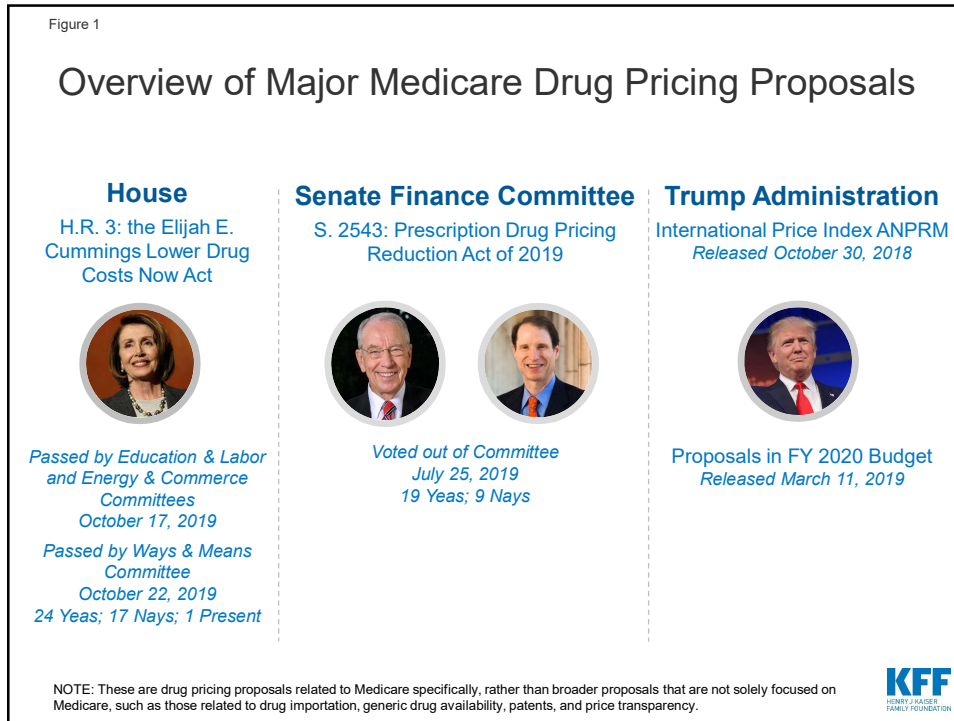 Figure 1
Overview of Major Medicare Drug Pricing Proposals
House
H.R. 3: the Elijah E.
Cummings Lower Drug
Costs Now Act
Passed by Education & Labor
and Energy & Commerce
Committees
October 17, 2019
Passed by Ways & Means
Committee
October 22, 2019
24 Yeas; 17 Nays; 1 Present
Senate Finance Committee
S. 2543: Prescription Drug Pricing
Reduction Act of 2019
Voted out of Committee
July 25, 2019
19 Yeas; 9 Nays
Trump Administration
International Price Index ANPRM
Released October 30, 2018
Proposals in FY 2020 Budget
Released March 11, 2019
NOTE: These are drug pricing proposals related to Medicare specifically, rather than broader proposals that are not solely focused on
Medicare, such as those related to drug importation, generic drug availability, patents, and price transparency.
KFF
HENRY J KAISER
FAMILY FOUNDATION